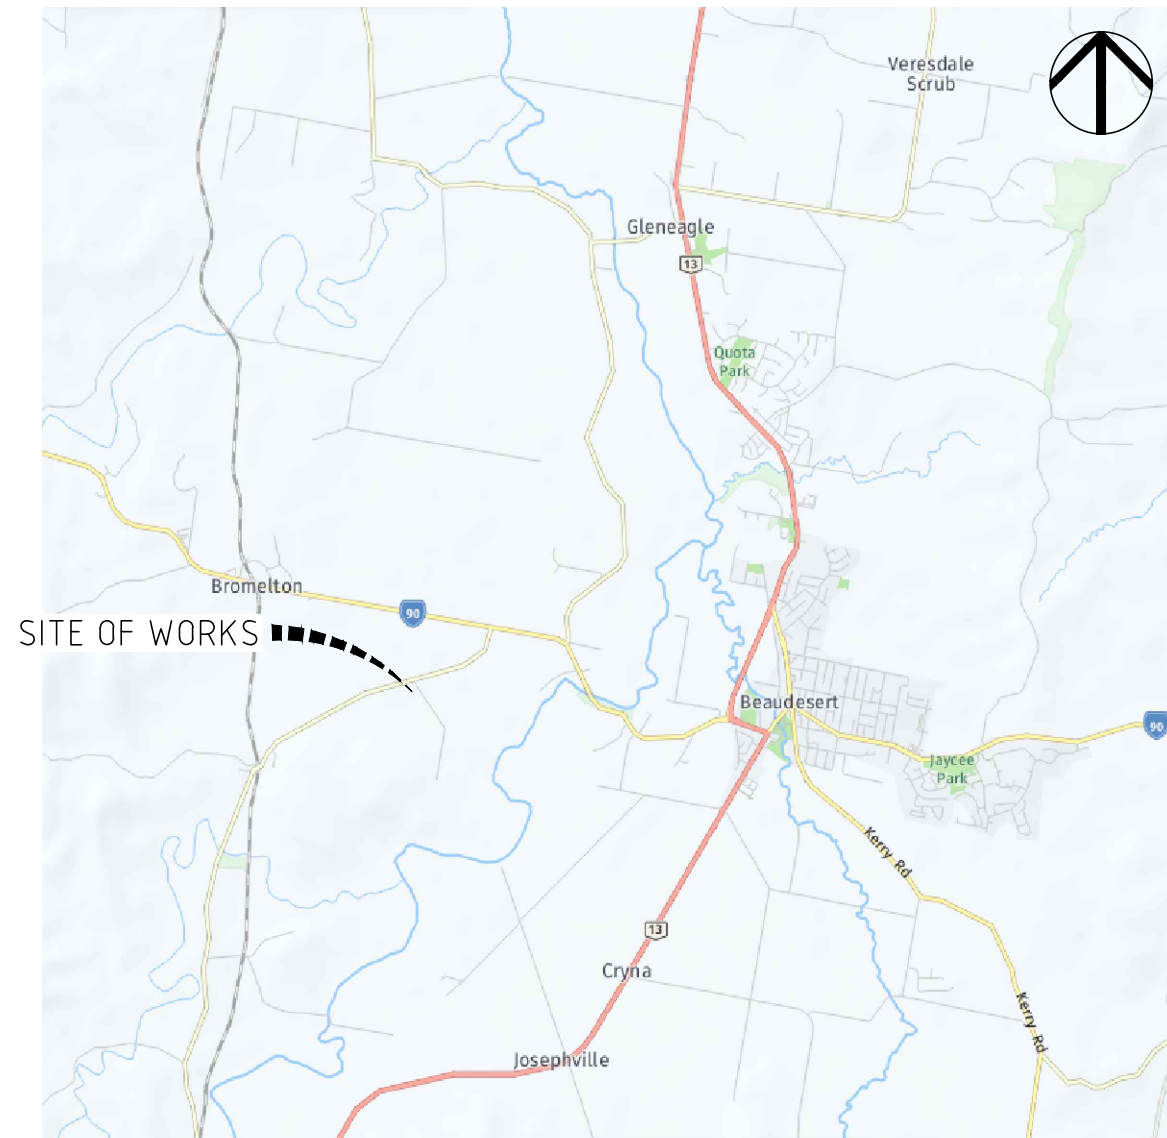 Veresdale
Scrub
Gleneagle
13
Quota
Park
Bromelton
90
SITE OF WORKS
Beaudesert
90
Jaycee
Park
Kerry Rd
13
Cryna
Kerry Rd
Josephville